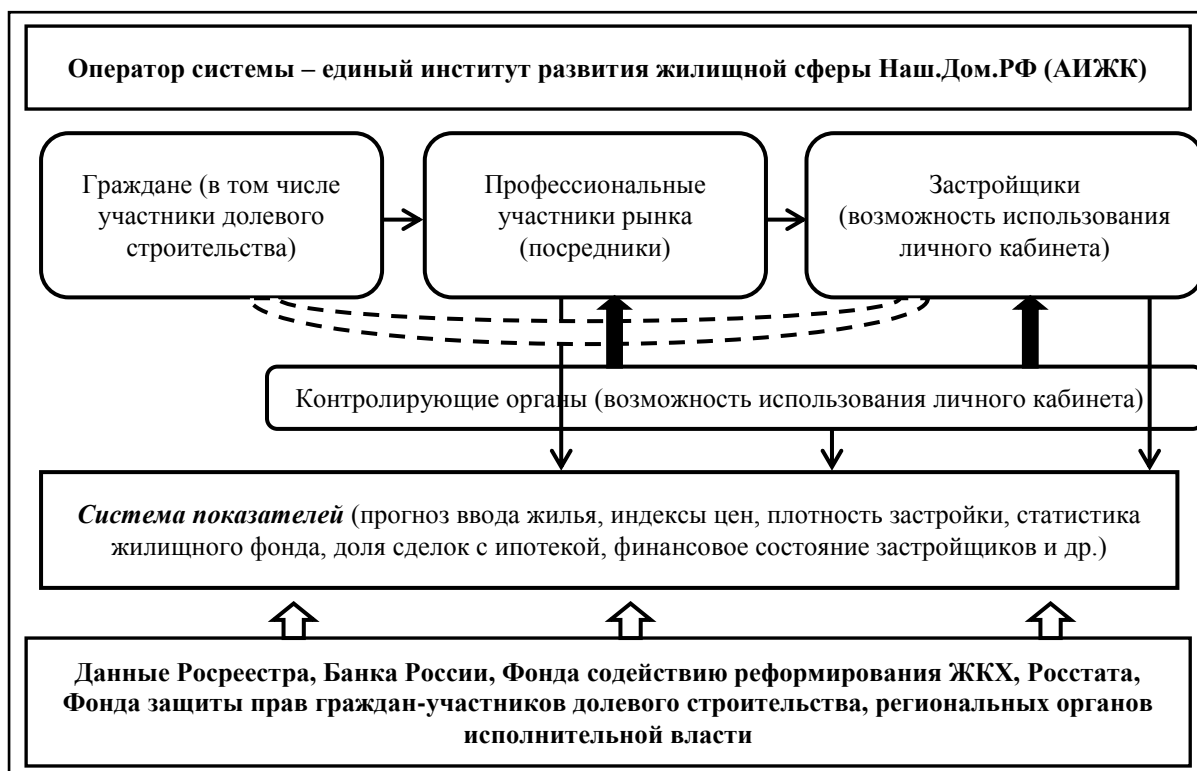 Оператор системы – единый институт развития жилищной сферы Наш.Дом.РФ (АИЖК)
Граждане (в том числе
участники долевого
строительства)
Профессиональные
участники рынка
(посредники)
Застройщики
(возможность использования
личного кабинета)
Контролирующие органы (возможность использования личного кабинета)
Система показателей (прогноз ввода жилья, индексы цен, плотность застройки, статистика
жилищного фонда, доля сделок с ипотекой, финансовое состояние застройщиков и др.)
Данные Росреестра, Банка России, Фонда содействию реформирования ЖКХ, Росстата,
Фонда защиты прав граждан-участников долевого строительства, региональных органов
исполнительной власти